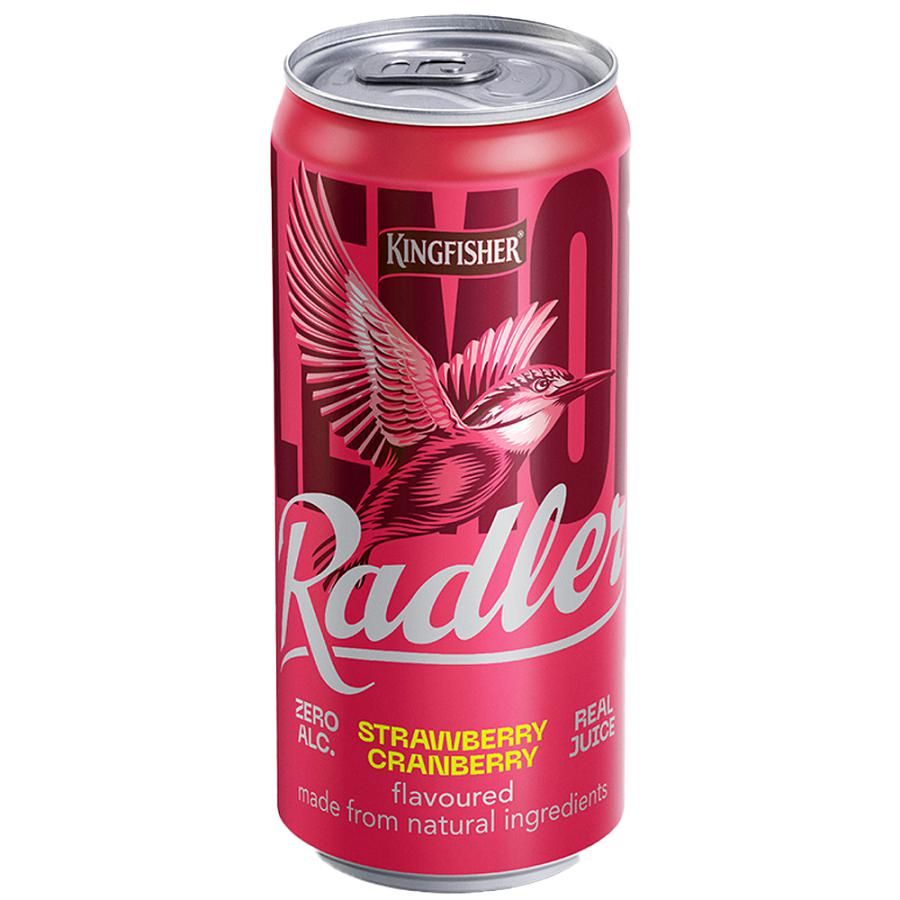 KINGFISHER®
Radler
ZERO
ALC.
STRAWBERRY
CRANBERRY
REAL
JUICE
flavoured
made from natural ingredients